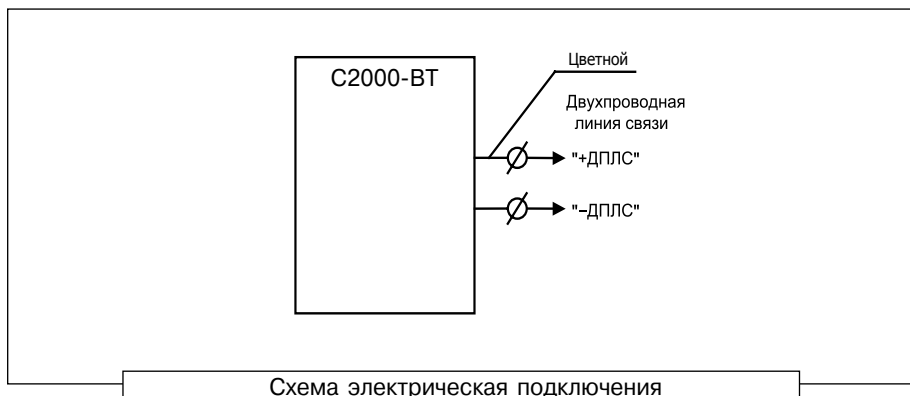 С2000-ВТ
Цветной
Двухпроводная
линия связи
"+ДПЛС"
"–ДПЛС"
Схема электрическая подключения